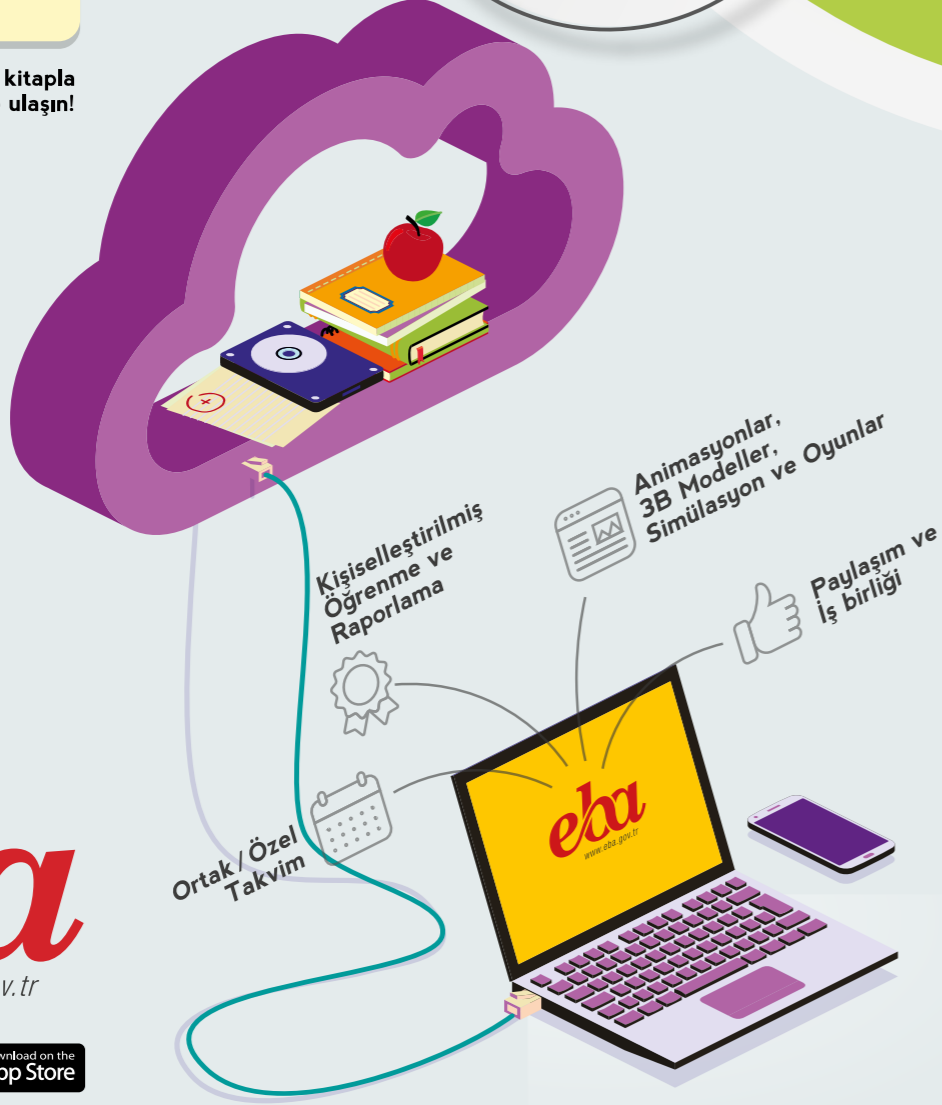 kitapla
ulaşın!
Animasyonlar,
3B Modeller,
Simülasyon ve Oyunlar
Kişiselleştirilmiş
Öğrenme ve
Raporlama
Paylaşım ve
İş birliği
eba
www.eba.gov.tr
Ortak / Özel
Takvim
a
v.tr
wnload on the
pp Store